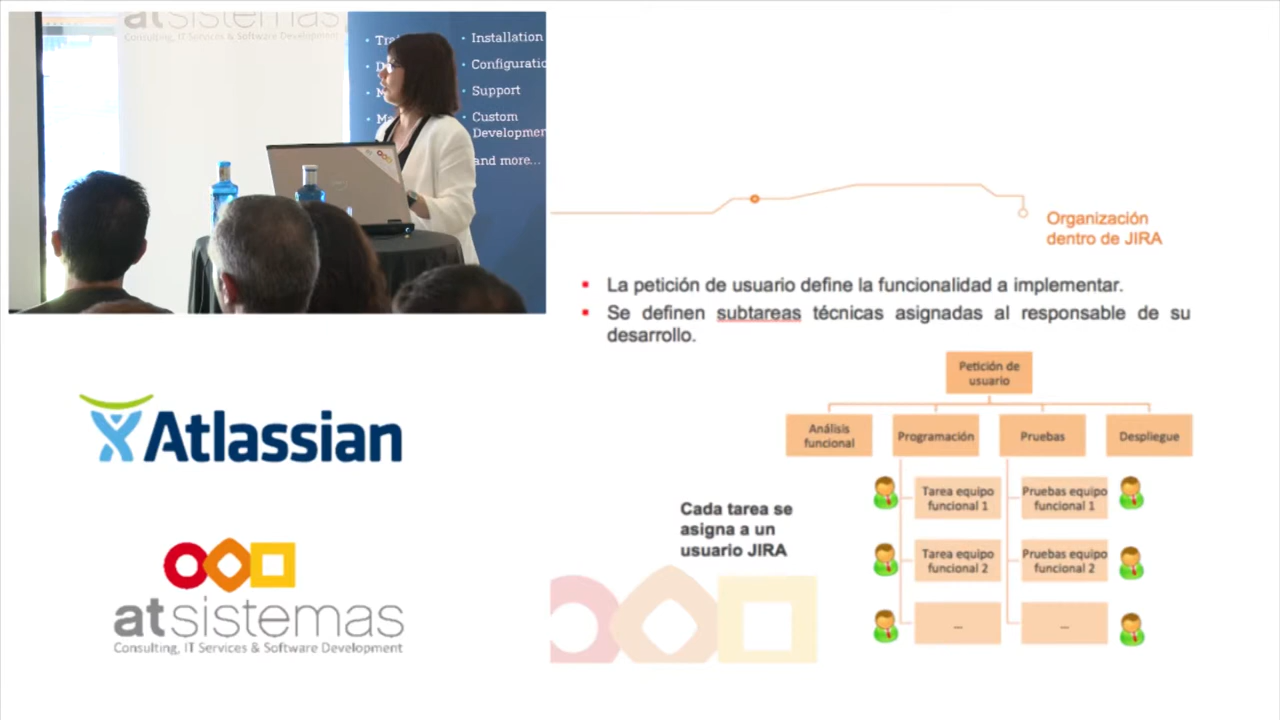 atsistemas
Consulting, IT Services & Software Development
• Installation
•
• Support
• Custom
and more...
Organización
dentro de JIRA
▪ La petición de usuario define la funcionalidad a implementar.
▪ Se definen subtareas técnicas asignadas al responsable de su
desarrollo.
Petición de
usuario
Análisis
funcional
Programación
Pruebas
Despliegue
Tarea equipo
funcional 1
Pruebas equipo
funcional 1
Cada tarea se
asigna a un
usuario JIRA
Tarea equipo
funcional 2
Pruebas equipo
funcional 2
...
...
Atlassian
atsistemas
Consulting, IT Services & Software Development